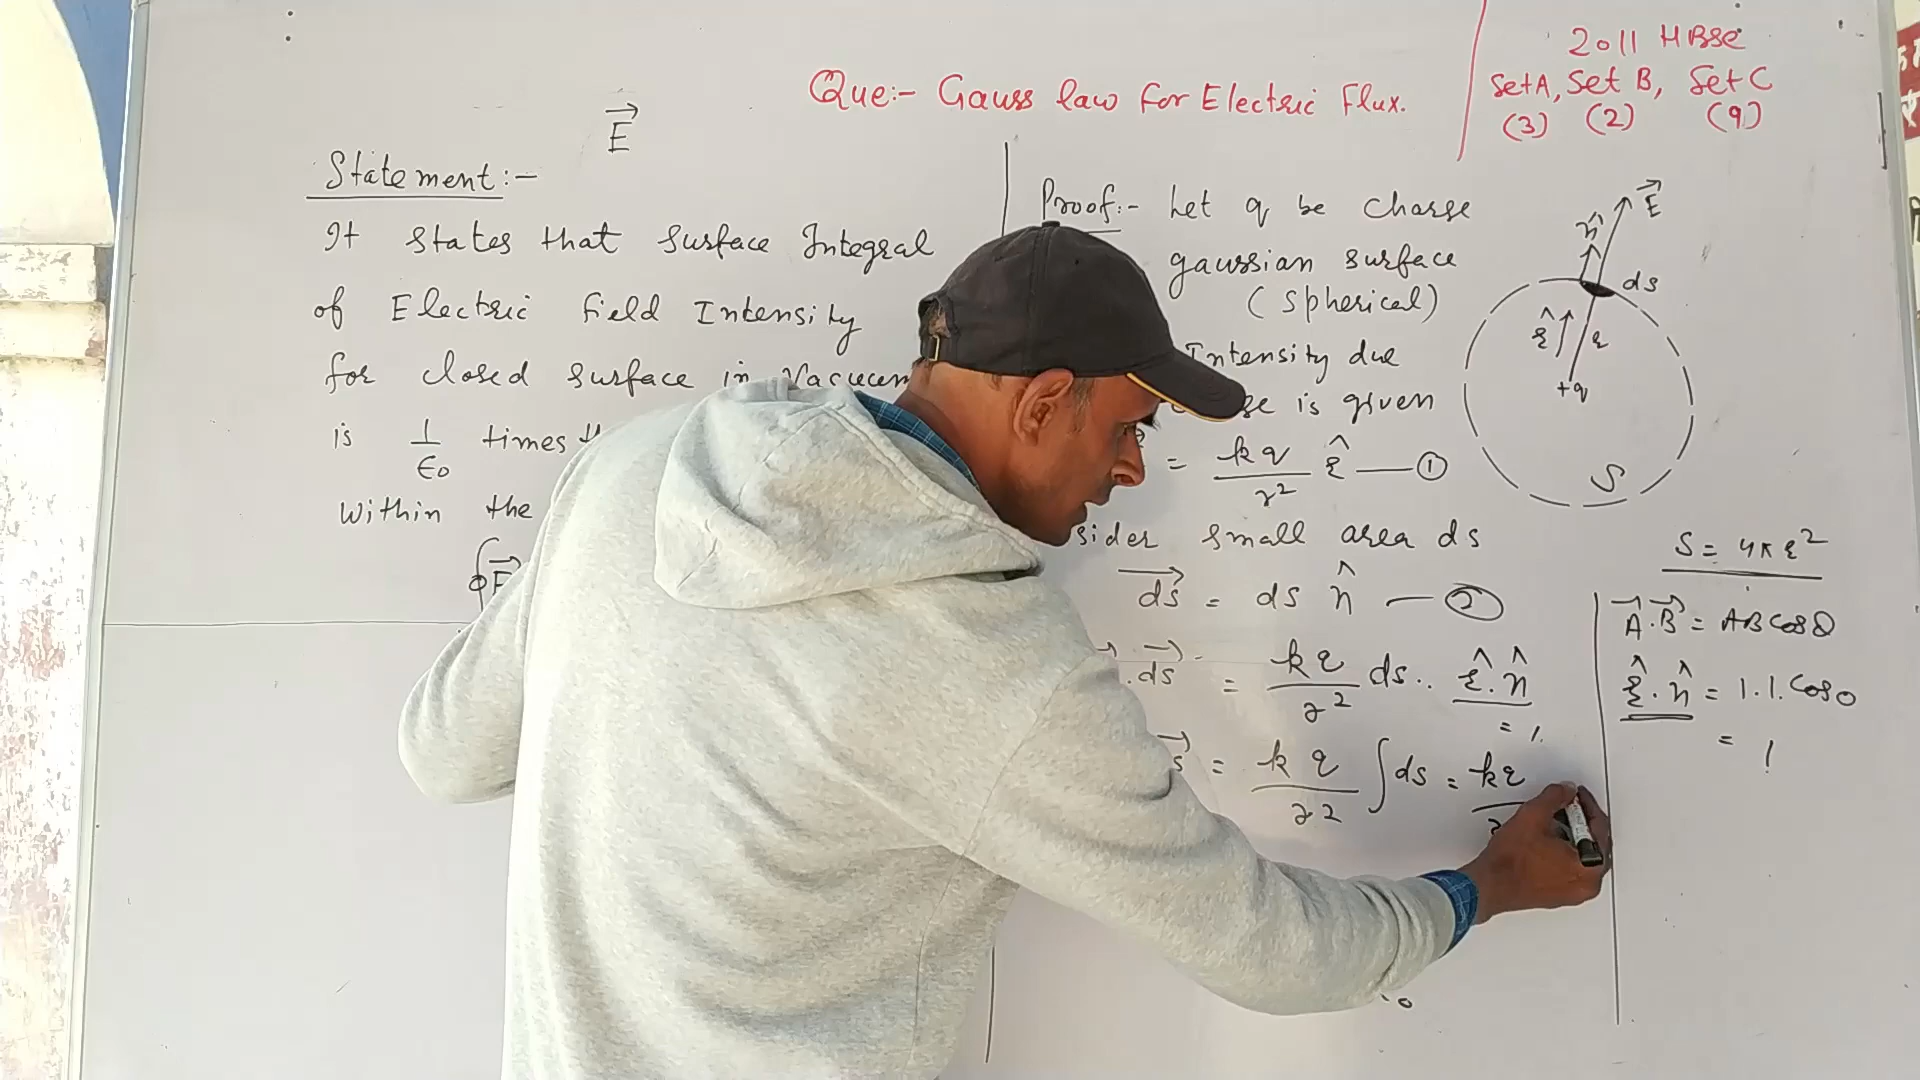 2011 HBSE
Que:- Gauss law for Electric Flux.
Set A, Set B, Set C
(3) (2) (9)
E
Statement:-
It states that Surface Integral
of Electric field Intensity
for closed surface in Vacuum
is 1/ϵ0 times
within the
∮E
Proof:- Let q be charge
gaussian surface
(Spherical)
Intensity due
is given
= kq/r² r̂ — ①
small area ds
ds = ds n̂ — ②
.ds = kq/r² ds.. r̂.n̂
= 1.
= kq/r² ∫ds = kq
E
n̂
ds
r̂ r
+q
S
S = 4πr²
A.B = AB cosθ
r̂.n̂ = 1.1.cos0
= 1